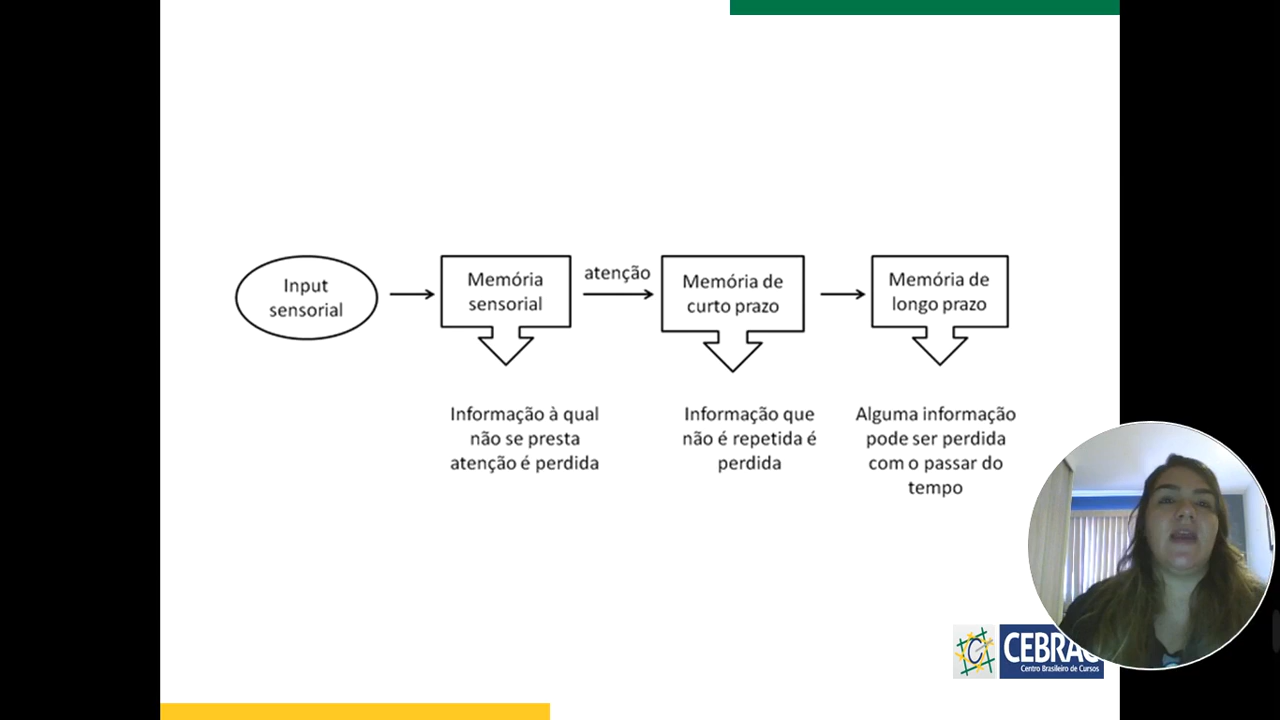 Input
sensorial
Memória
sensorial
atenção
Memória de
curto prazo
Memória de
longo prazo
Informação à qual
não se presta
atenção é perdida
Informação que
não é repetida é
perdida
Alguma informação
pode ser perdida
com o passar do
tempo
CEBRAC
Centro Brasileiro de Cursos